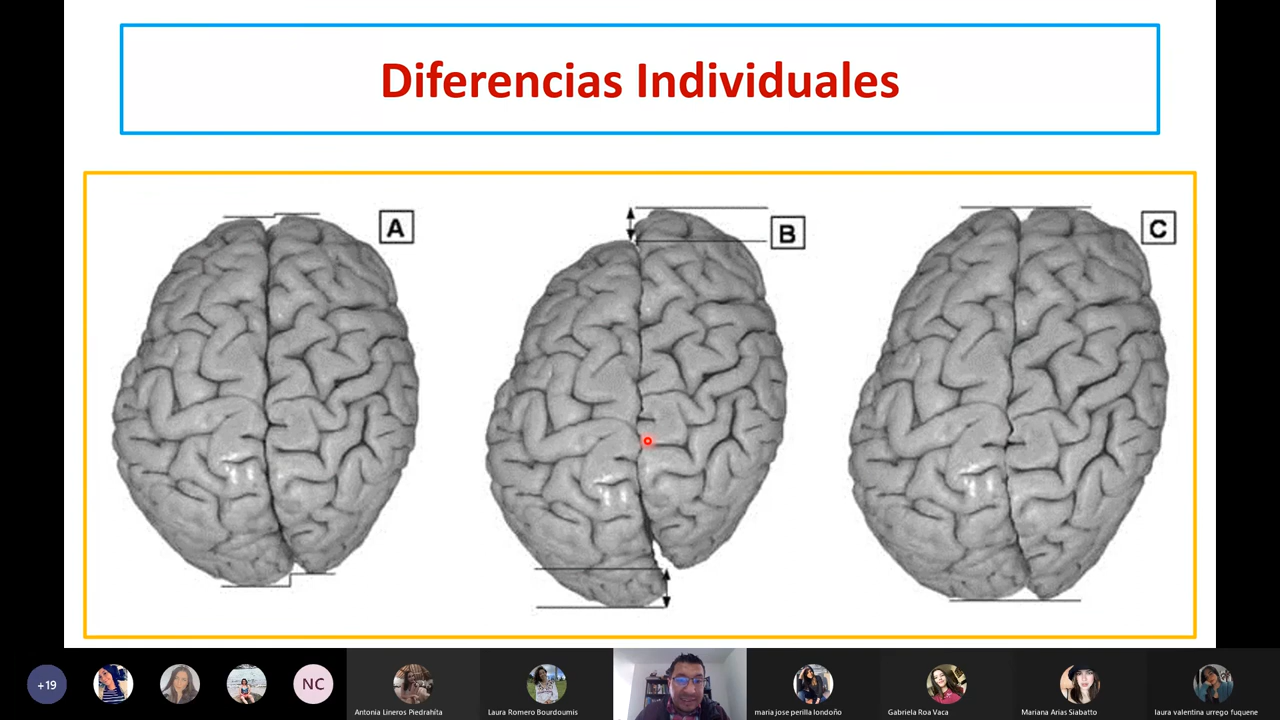 Diferencias Individuales
A
B
C
+19
NC
Antonia Lineros Piedrahíta
Laura Romero Bourdoumis
maria jose perilla londoño
Gabriela Roa Vaca
Mariana Arias Siabatto
laura valentina urrego fuquene